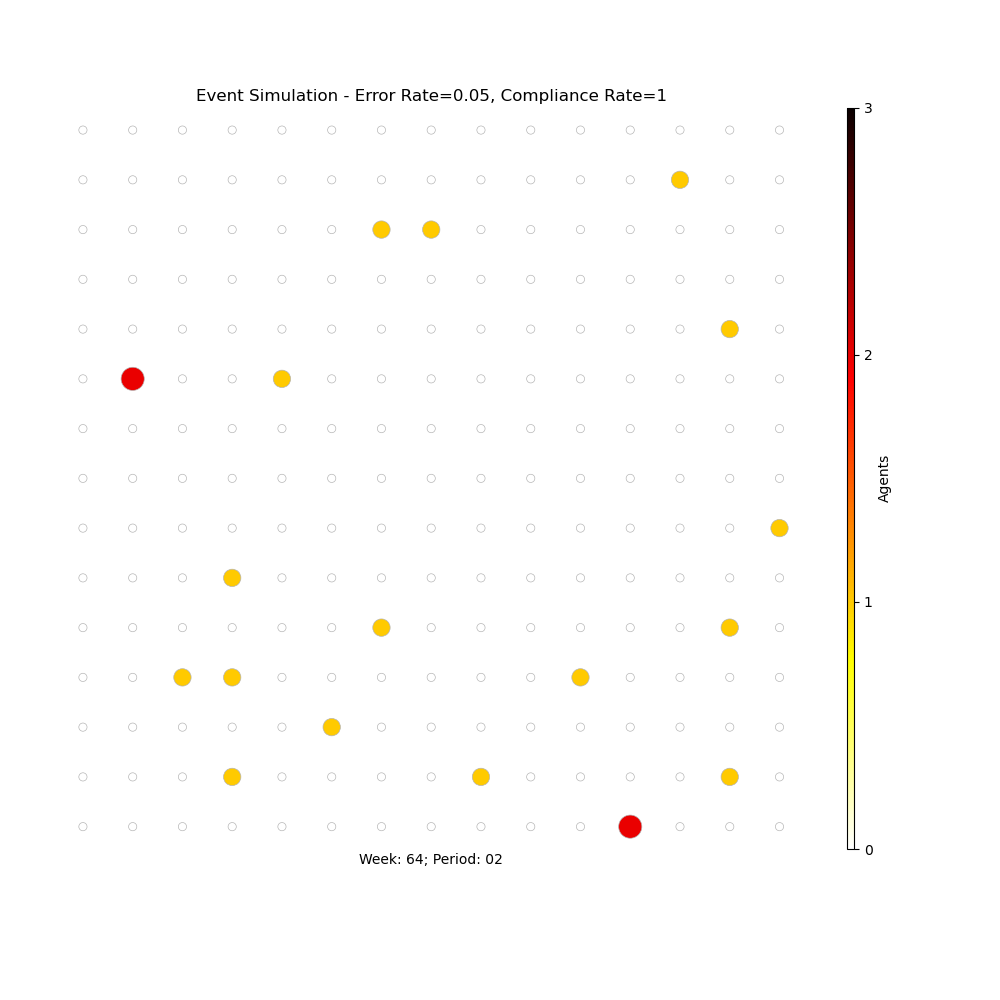 Event Simulation - Error Rate=0.05, Compliance Rate=1
3
2
Agents
1
0
Week: 64; Period: 02